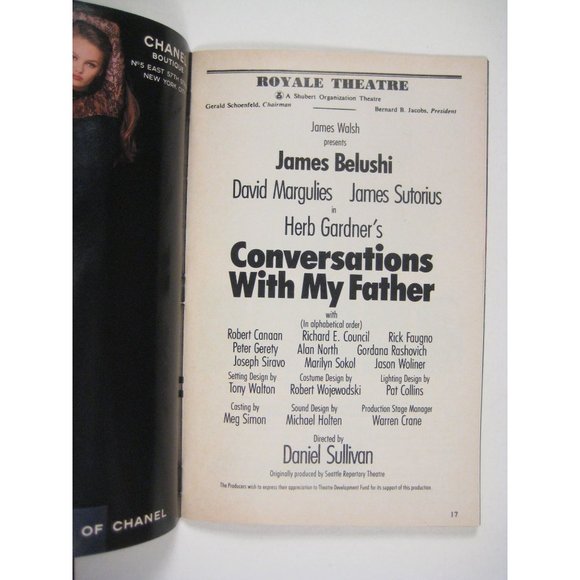 CHANEL
BOUTIQUE
Nº5 EAST 57TH
NEW YORK
OF CHANEL
ROYALE THEATRE
A Shubert Organization Theatre
Gerald Schoenfeld, Chairman
Bernard B. Jacobs, President
James Walsh
presents
James Belushi
David Margulies James Sutorius
in
Herb Gardner's
Conversations
With My Father
with
(In alphabetical order)
Robert Canaan Richard E. Council Rick Faugno
Peter Gerety Alan North Gordana Rashovich
Joseph Siravo Marilyn Sokol Jason Woliner
Setting Design by Costume Design by Lighting Design by
Tony Walton Robert Wojewodski Pat Collins
Casting by Sound Design by Production Stage Manager
Meg Simon Michael Holten Warren Crane
Directed by
Daniel Sullivan
Originally produced by Seattle Repertory Theatre
The Producers wish to express their appreciation to Theatre Development Fund for its support of this production.
17